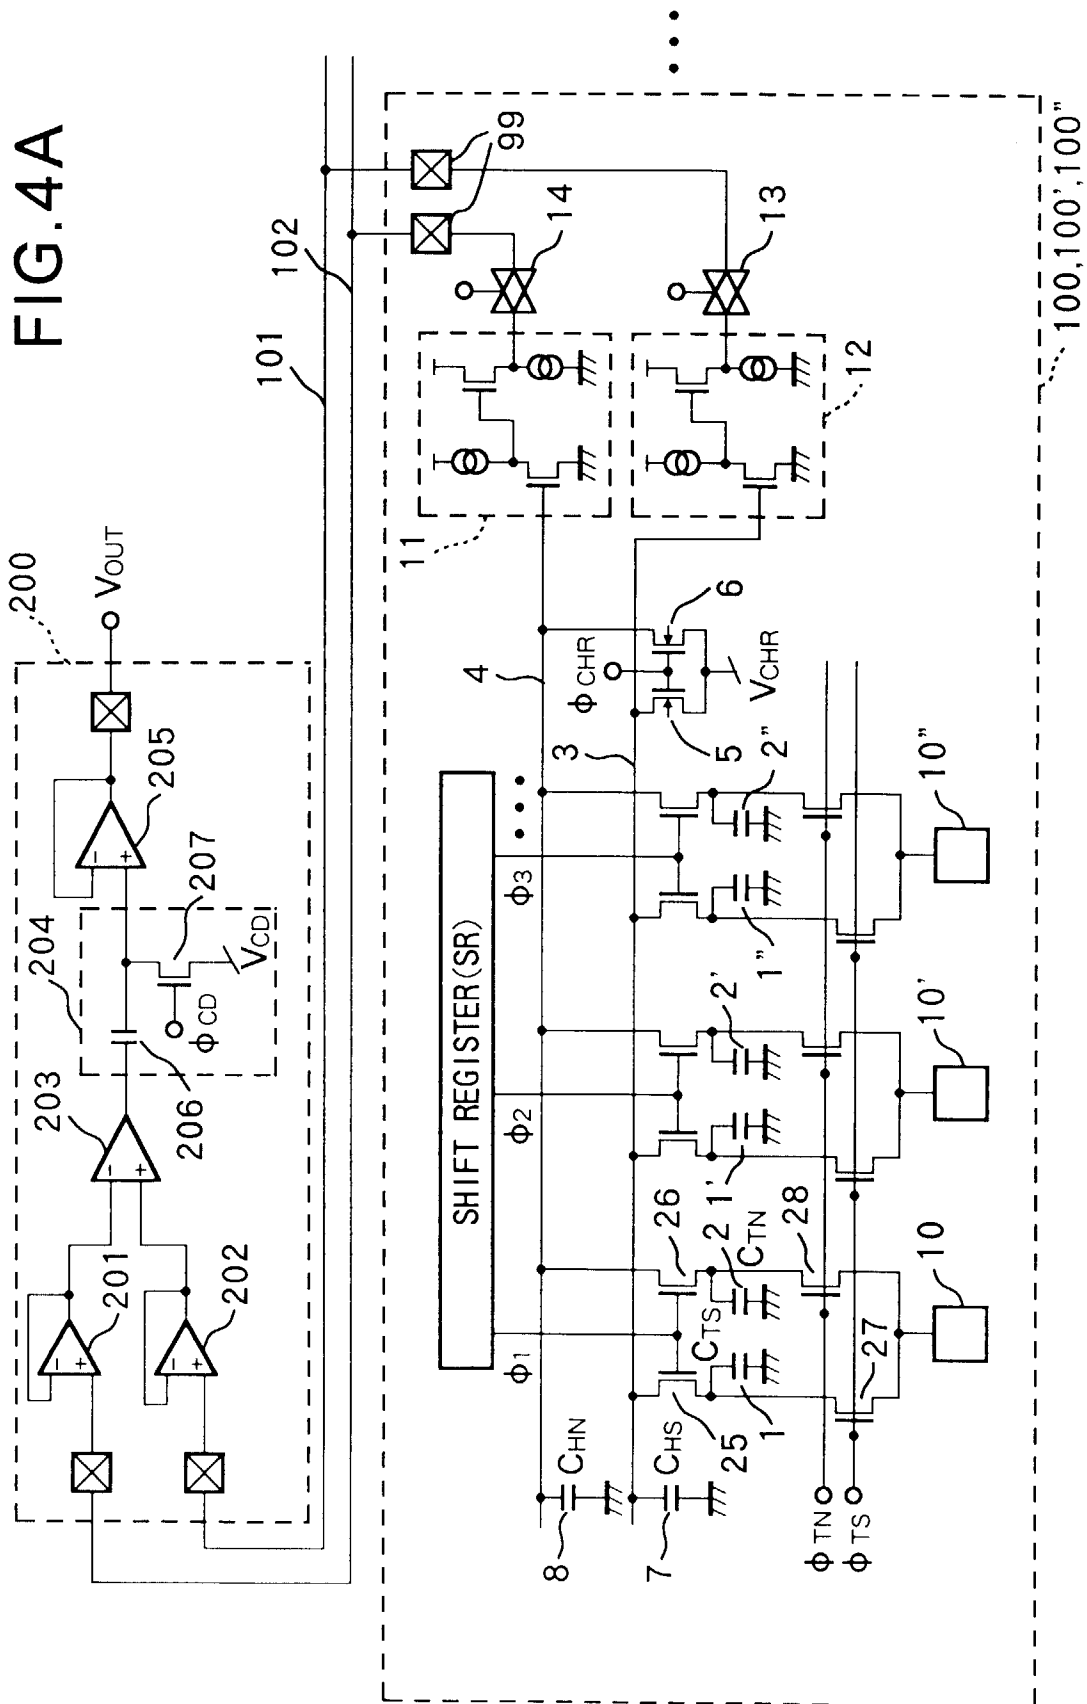 FIG.4A
200
VOUT
205
204
207
VCD
ΦCD
203
206
201
202
101
102
99
14
13
11
12
SHIFT REGISTER(SR)
Φ1
Φ2
Φ3
4
3
ΦCHR
6
5
VCHR
8
CHN
7
CHS
25
26
CTS
1
2
CTN
28
27
1'
2'
1"
2"
ΦTN
ΦTS
10
10'
10"
100,100',100"